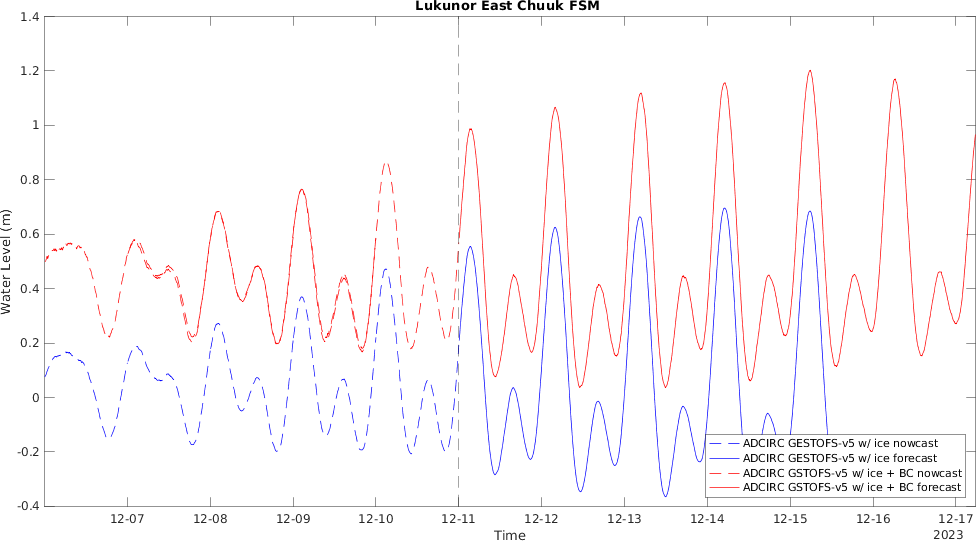 Lukunor East Chuuk FSM
1.4
1.2
1
0.8
0.6
0.4
0.2
0
-0.2
-0.4
Water Level (m)
ADCIRC GESTOFS-v5 w/ ice nowcast
ADCIRC GESTOFS-v5 w/ ice forecast
ADCIRC GSTOFS-v5 w/ ice + BC nowcast
ADCIRC GSTOFS-v5 w/ ice + BC forecast
12-07 12-08 12-09 12-10 12-11 12-12 12-13 12-14 12-15 12-16 12-17
Time
2023